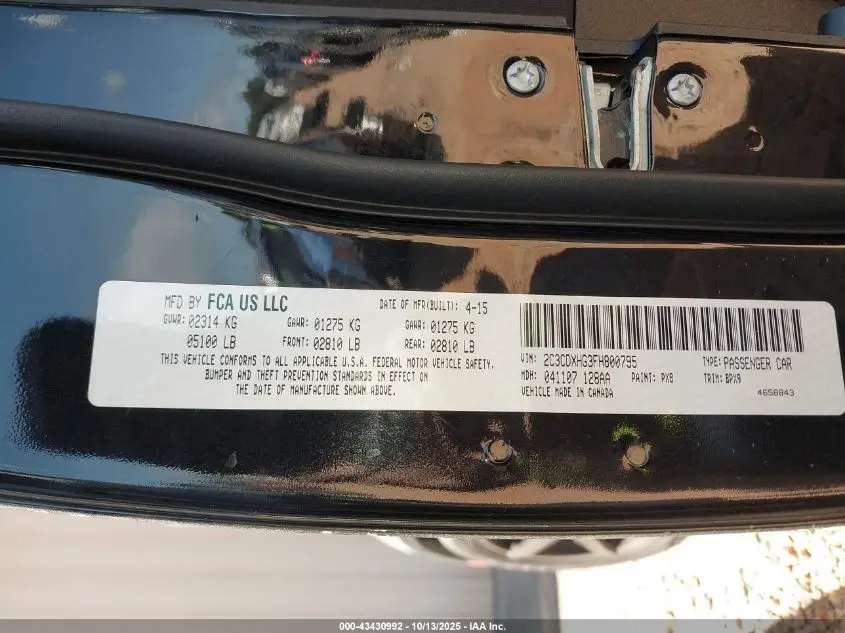 MFD BY FCA US LLC
DATE OF MFR(BUILT): 4-15
GVWR: 02314 KG
GAWR: 01275 KG
GAWR: 01275 KG
05100 LB
FRONT: 02810 LB
REAR: 02810 LB
THIS VEHICLE CONFORMS TO ALL APPLICABLE U.S.A. FEDERAL MOTOR VEHICLE SAFETY,
BUMPER AND THEFT PREVENTION STANDARDS IN EFFECT ON
THE DATE OF MANUFACTURE SHOWN ABOVE.
VIN: 2C3CDXHG3FH800795
TYPE: PASSENGER CAR
MDH: 041107 128AA
PAINT: PX8
TRIM: BPX9
VEHICLE MADE IN CANADA
4658843
000-43430992 - 10/13/2025 - IAA Inc.